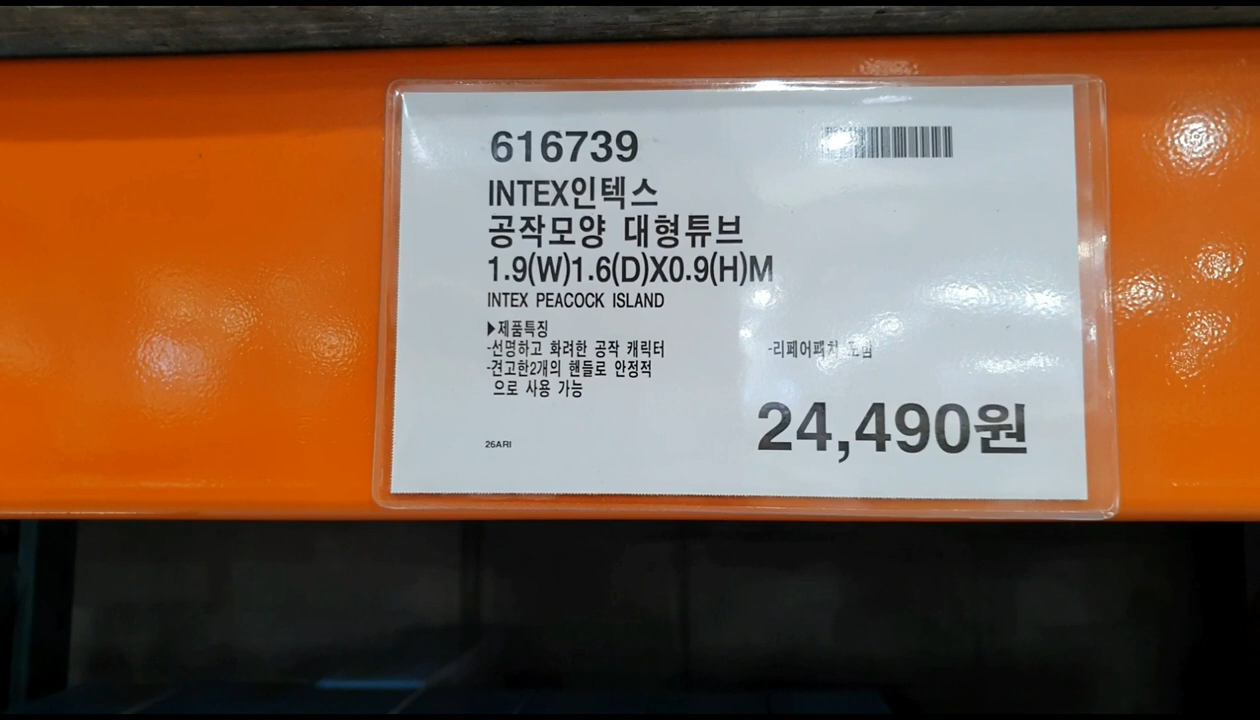 616739
INTEX인텍스
공작모양 대형튜브
1.9(W)1.6(D)X0.9(H)M
INTEX PEACOCK ISLAND
▶제품특징
-선명하고 화려한 공작 캐릭터
-견고한2개의 핸들로 안정적
으로 사용 가능
-리페어패치 포함
24,490원
26ARI